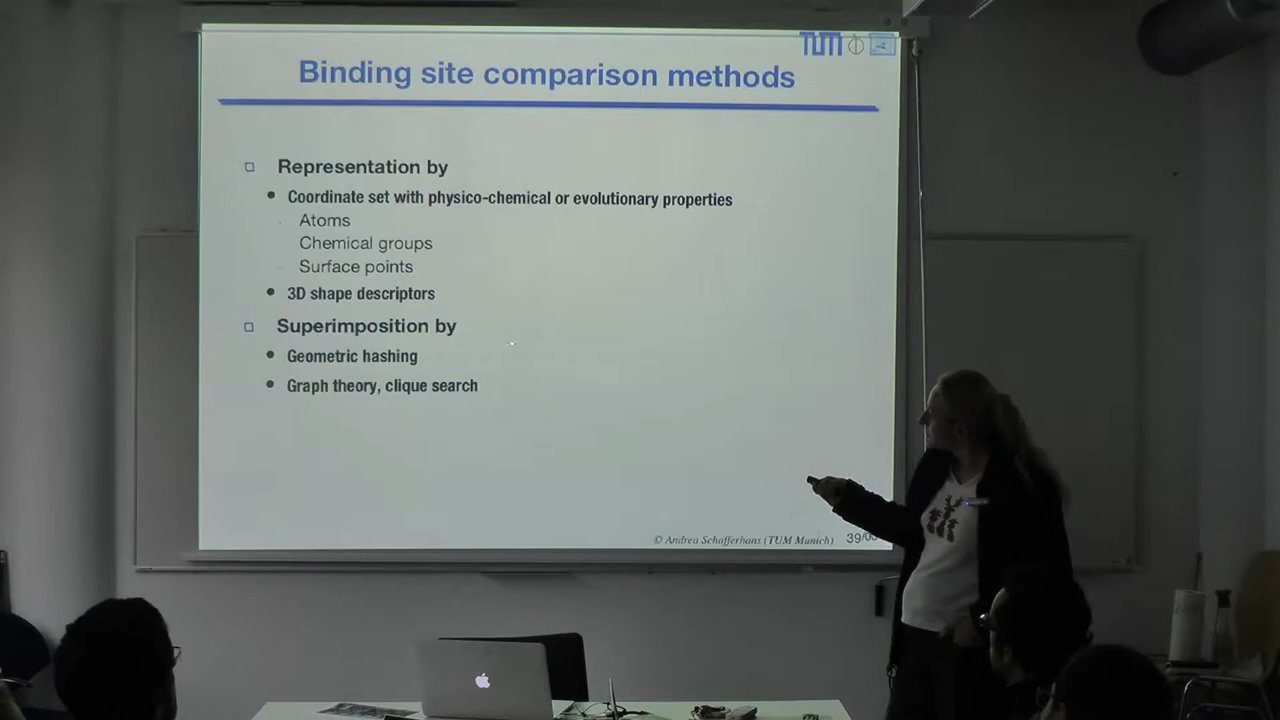 TUM
Binding site comparison methods
Representation by
Coordinate set with physico-chemical or evolutionary properties
Atoms
Chemical groups
Surface points
3D shape descriptors
Superimposition by
Geometric hashing
Graph theory, clique search
© Andrea Schafferhans (TUM Munich)